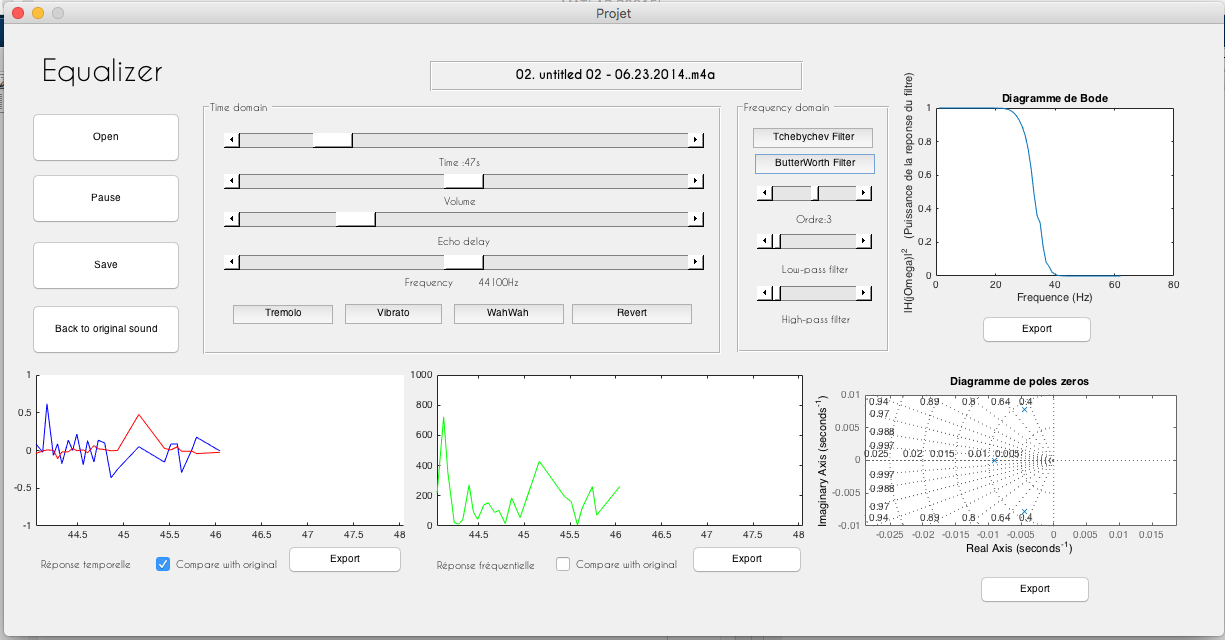 Projet
Equalizer
02. untitled 02 - 06.23.2014..m4a
Open
Pause
Save
Back to original sound
Time domain
Time :47s
Volume
Echo delay
Frequency 44100Hz
Tremolo Vibrato WahWah Revert
Frequency domain
Tchebychev Filter
ButterWorth Filter
Ordre:3
Low-pass filter
High-pass filter
Diagramme de Bode
IH(jOmega)I² (Puissance de la reponse du filtre)
1
0.8
0.6
0.4
0.2
0
0 20 40 60 80
Frequence (Hz)
Export
1
0.5
0
-0.5
-1
44.5 45 45.5 46 46.5 47 47.5 48
Réponse temporelle Compare with original Export
1000
800
600
400
200
0
44.5 45 45.5 46 46.5 47 47.5 48
Réponse fréquentielle Compare with original Export
Diagramme de poles zeros
Imaginary Axis (seconds⁻¹)
0.01
0.005
0
-0.005
-0.01
0.94 0.89 0.8 0.64 0.4
0.97
0.988
0.997
0.025 0.02 0.015 0.01 0.005
0.997
0.988
0.97
0.94 0.89 0.8 0.64 0.4
-0.025 -0.02 -0.015 -0.01 -0.005 0 0.005 0.01 0.015
Real Axis (seconds⁻¹)
Export